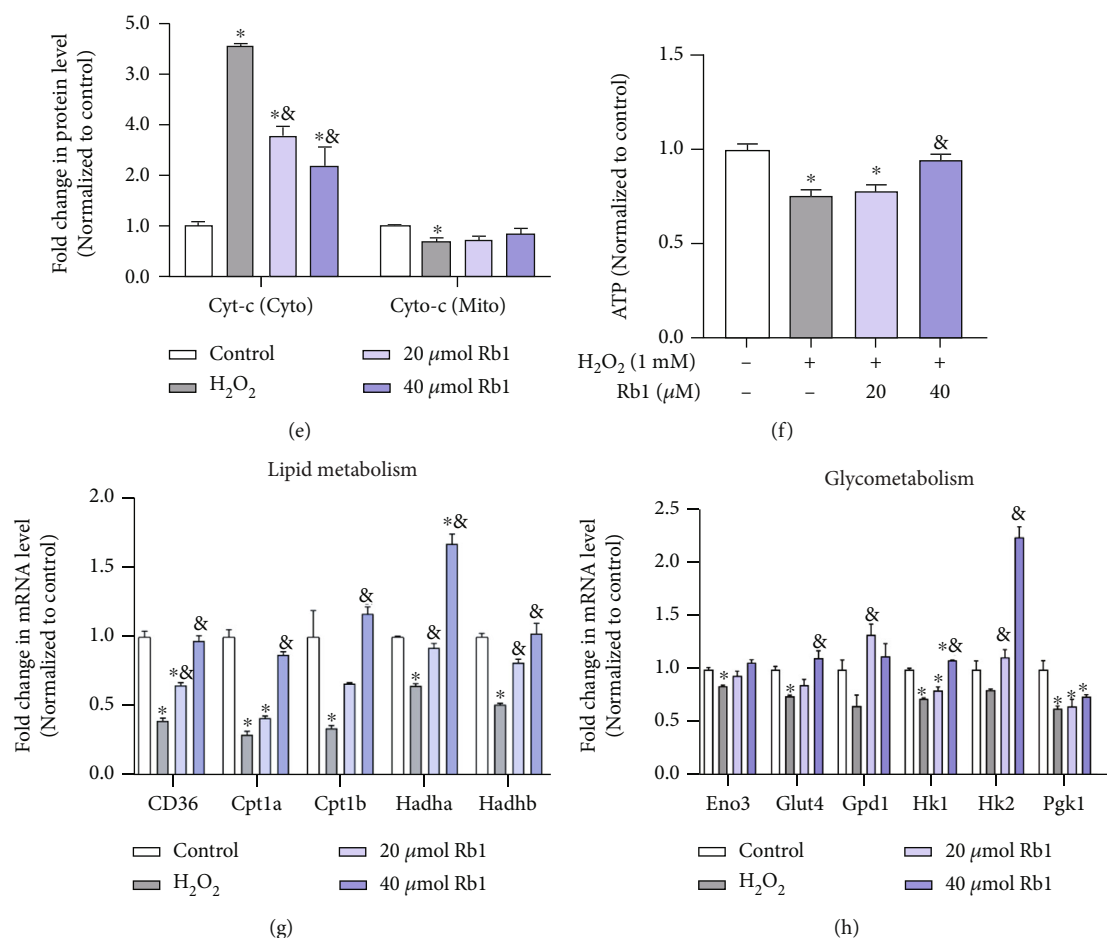 Fold change in protein level
(Normalized to control)
5.0
3.0
4.0
2.0
1.0
0.0
*
*&
*&
*
Cyt-c (Cyto)
Cyto-c (Mito)
Control
H₂O₂
20 μmol Rb1
40 μmol Rb1
(e)
ATP (Normalized to control)
1.5
1.0
0.5
0.0
*
*
&
H₂O₂ (1 mM) – + + +
Rb1 (μM) – – 20 40
(f)
Lipid metabolism
Fold change in mRNA level
(Normalized to control)
2.0
1.5
1.0
0.5
0.0
*
*&
&
*
*
&
*
&
*
&
*&
*
&
&
CD36
Cpt1a
Cpt1b
Hadha
Hadhb
Control
H₂O₂
20 μmol Rb1
40 μmol Rb1
(g)
Glycometabolism
Fold change in mRNA level
(Normalized to control)
2.5
2.0
1.5
1.0
0.5
0.0
*
*
&
&
*
*
*&
&
&
*
*
*
Eno3
Glut4
Gpd1
Hk1
Hk2
Pgk1
Control
H₂O₂
20 μmol Rb1
40 μmol Rb1
(h)